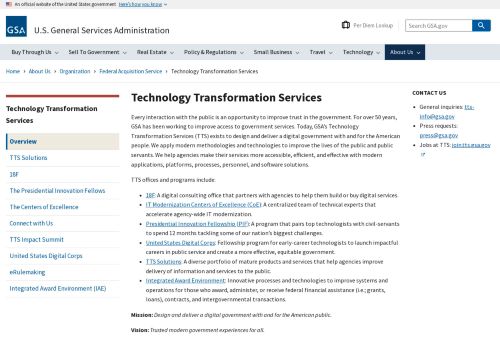 An official website of the United States government Here's how you know
GSA
U.S. General Services Administration
Per Diem Lookup
Search GSA.gov
Buy Through Us
Sell To Government
Real Estate
Policy & Regulations
Small Business
Travel
Technology
About Us
Home › About Us › Organization › Federal Acquisition Service › Technology Transformation Services
Technology Transformation
Services
Overview
TTS Solutions
18F
The Presidential Innovation Fellows
The Centers of Excellence
Connect with Us
TTS Impact Summit
United States Digital Corps
eRulemaking
Integrated Award Environment (IAE)
Technology Transformation Services
Every interaction with the public is an opportunity to improve trust in the government. For over 50 years,
GSA has been working to improve access to government services. Today, GSA's Technology
Transformation Services (TTS) exists to design and deliver a digital government with and for the American
people. We apply modern methodologies and technologies to improve the lives of the public and public
servants. We help agencies make their services more accessible, efficient, and effective with modern
applications, platforms, processes, personnel, and software solutions.
TTS offices and programs include:
• 18F: A digital consulting office that partners with agencies to help them build or buy digital services.
• IT Modernization Centers of Excellence (CoE): A centralized team of technical experts that
accelerate agency-wide IT modernization.
• Presidential Innovation Fellowship (PIF): A program that pairs top technologists with civil-servants
to spend 12 months tackling some of our nation's biggest challenges.
• United States Digital Corps: Fellowship program for early-career technologists to launch impactful
careers in public service and create a more effective, equitable government.
• TTS Solutions: A diverse portfolio of mature products and services that help agencies improve
delivery of information and services to the public.
• Integrated Award Environment: Innovative processes and technologies to improve systems and
operations for those who award, administer, or receive federal financial assistance (i.e.; grants,
loans), contracts, and intergovernmental transactions.
Mission: Design and deliver a digital government with and for the American public.
Vision: Trusted modern government experiences for all.
CONTACT US
• General inquiries: tts-
info@gsa.gov
• Press requests:
press@gsa.gov
• Jobs at TTS: join.tts.gsa.gov